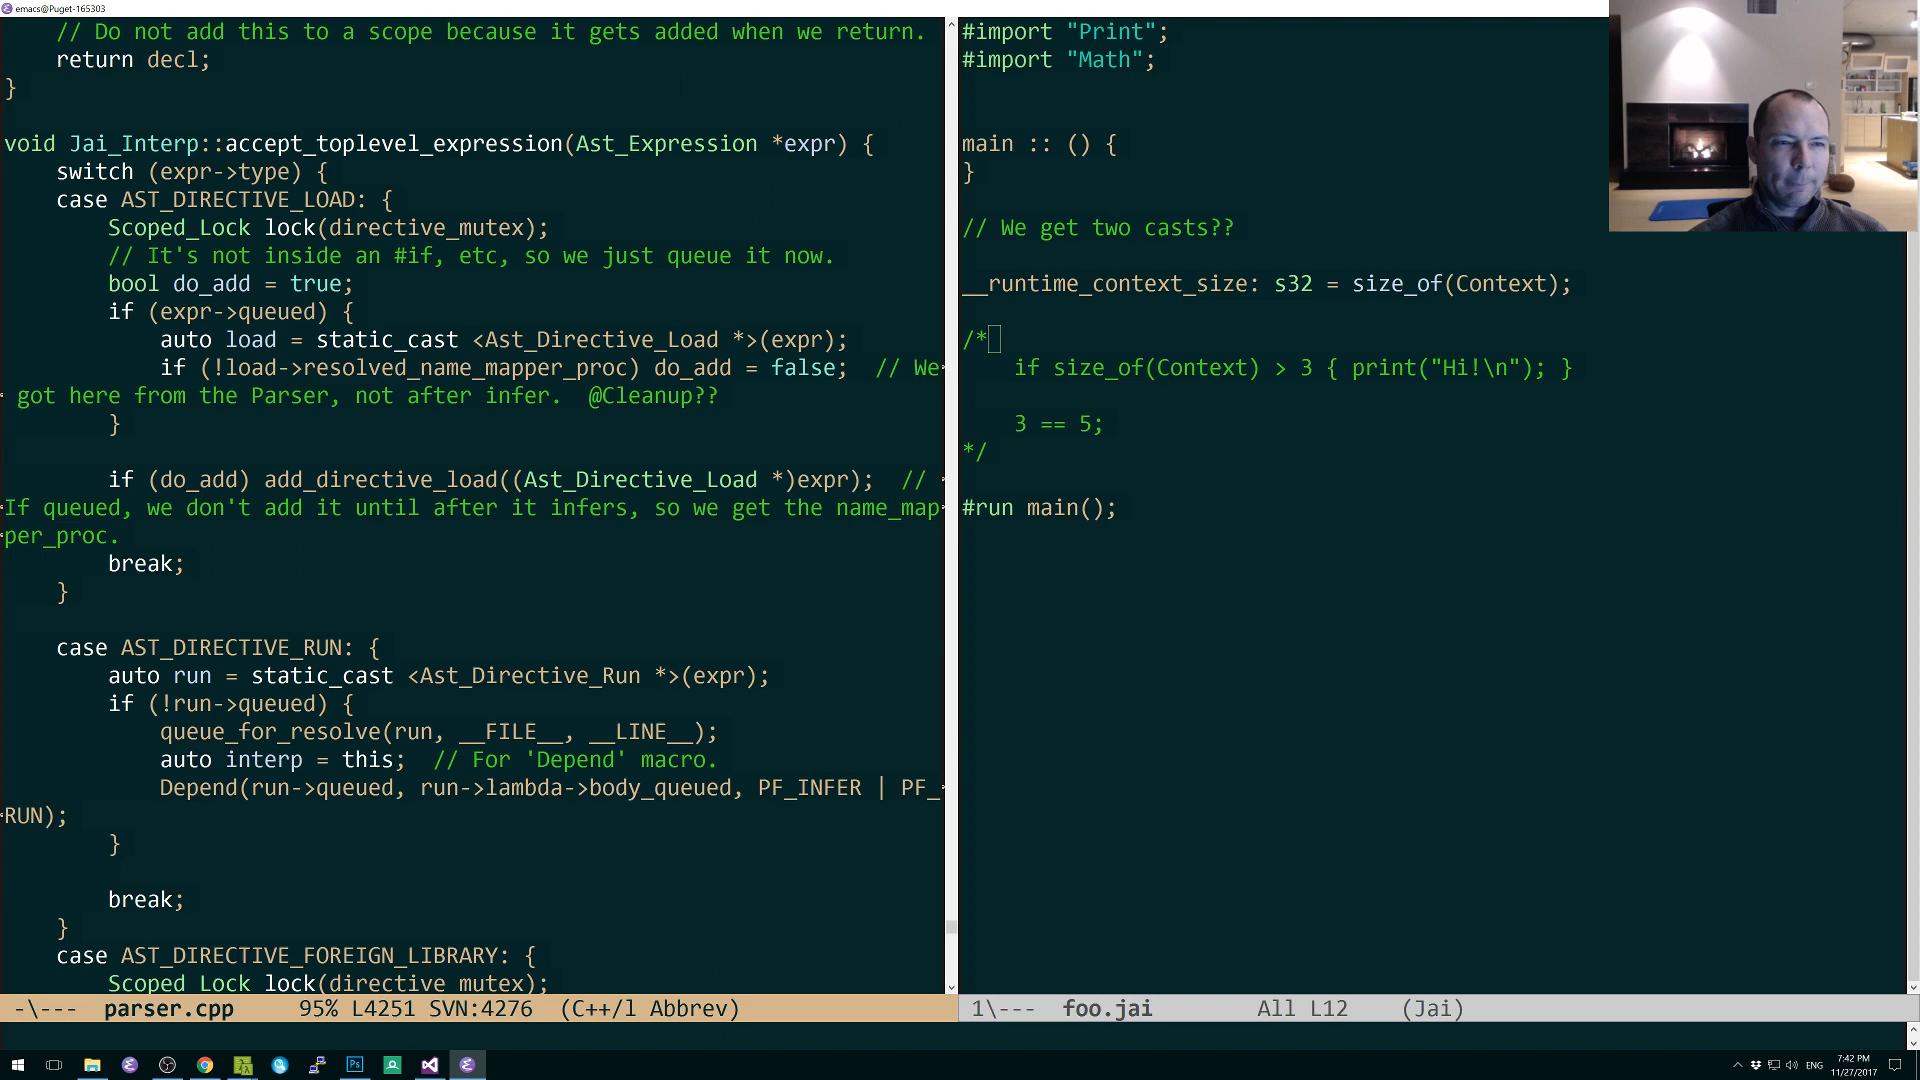 emacs@Puget-165303
// Do not add this to a scope because it gets added when we return.
return decl;
}
void Jai_Interp::accept_toplevel_expression(Ast_Expression *expr) {
switch (expr->type) {
case AST_DIRECTIVE_LOAD: {
Scoped_Lock lock(directive_mutex);
// It's not inside an #if, etc, so we just queue it now.
bool do_add = true;
if (expr->queued) {
auto load = static_cast <Ast_Directive_Load *>(expr);
if (!load->resolved_name_mapper_proc) do_add = false;  // We
got here from the Parser, not after infer.  @Cleanup??
}
if (do_add) add_directive_load((Ast_Directive_Load *)expr);  //
If queued, we don't add it until after it infers, so we get the name_map
per_proc.
break;
}
case AST_DIRECTIVE_RUN: {
auto run = static_cast <Ast_Directive_Run *>(expr);
if (!run->queued) {
queue_for_resolve(run, __FILE__, __LINE__);
auto interp = this;  // For 'Depend' macro.
Depend(run->queued, run->lambda->body_queued, PF_INFER | PF_
RUN);
}
break;
}
case AST_DIRECTIVE_FOREIGN_LIBRARY: {
Scoped_Lock lock(directive_mutex);
-\---  parser.cpp     95% L4251 SVN:4276  (C++/l Abbrev)
#import "Print";
#import "Math";
main :: () {
}
// We get two casts??
__runtime_context_size: s32 = size_of(Context);
/*
if size_of(Context) > 3 { print("Hi!\n"); }
3 == 5;
*/
#run main();
1\---  foo.jai        All L12    (Jai)
Ps
ENG
7:42 PM
11/27/2017